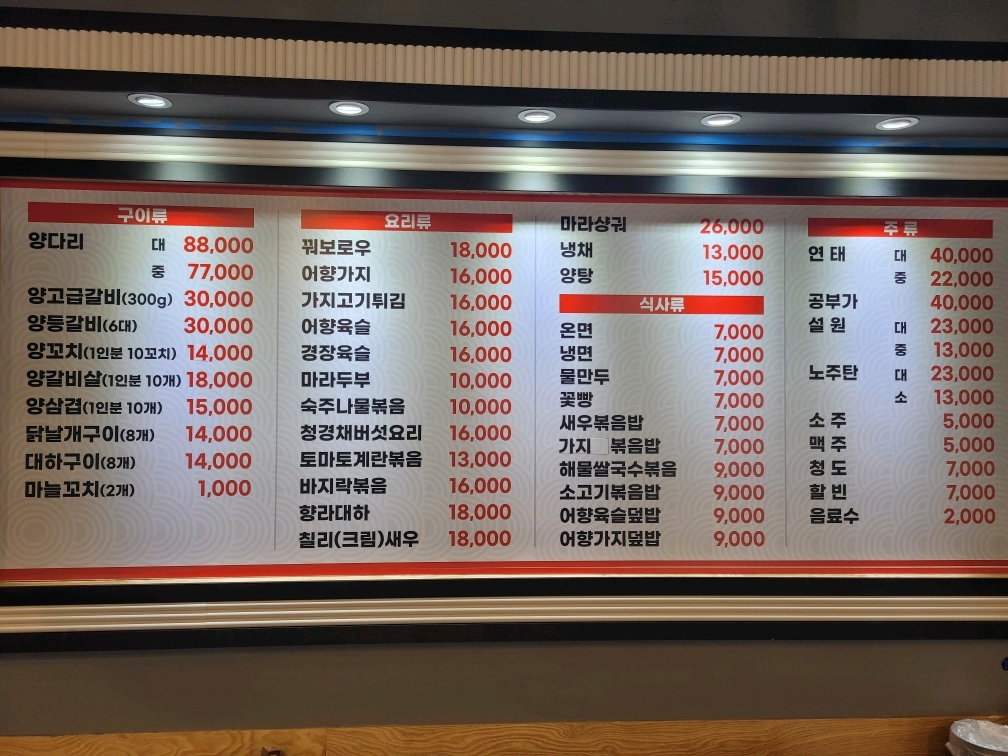 구이류
양다리 대 88,000
중 77,000
양고급갈비(300g) 30,000
양등갈비(6대) 30,000
양꼬치(1인분 10꼬치) 14,000
양갈비살(1인분 10개) 18,000
양삼겹(1인분 10개) 15,000
닭날개구이(8개) 14,000
대하구이(8개) 14,000
마늘꼬치(2개) 1,000
요리류
꿔보로우 18,000
어향가지 16,000
가지고기튀김 16,000
어향육슬 16,000
경장육슬 16,000
마라두부 10,000
숙주나물볶음 10,000
청경채버섯요리 16,000
토마토계란볶음 13,000
바지락볶음 16,000
향라대하 18,000
칠리(크림)새우 18,000
마라샹궈 26,000
냉채 13,000
양탕 15,000
식사류
온면 7,000
냉면 7,000
물만두 7,000
꽃빵 7,000
새우볶음밥 7,000
가지 볶음밥 7,000
해물쌀국수볶음 9,000
소고기볶음밥 9,000
어향육슬덮밥 9,000
어향가지덮밥 9,000
주 류
연 태 대 40,000
중 22,000
공부가 40,000
설 원 대 23,000
중 13,000
노주탄 대 23,000
소 13,000
소 주 5,000
맥 주 5,000
청 도 7,000
할 빈 7,000
음료수 2,000